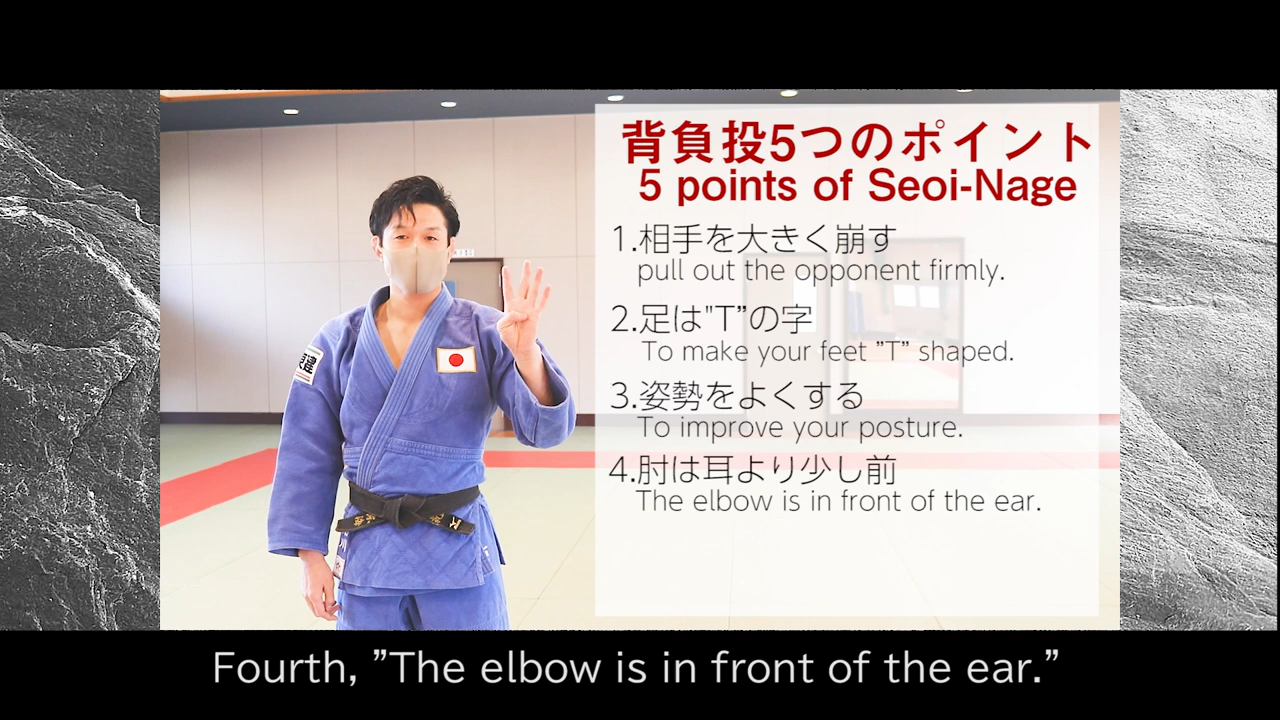 背負投5つのポイント
5 points of Seoi-Nage
1.相手を大きく崩す
pull out the opponent firmly.
2.足は"T”の字
To make your feet ”T” shaped.
3.姿勢をよくする
To improve your posture.
4.肘は耳より少し前
The elbow is in front of the ear.
Fourth, ”The elbow is in front of the ear.”